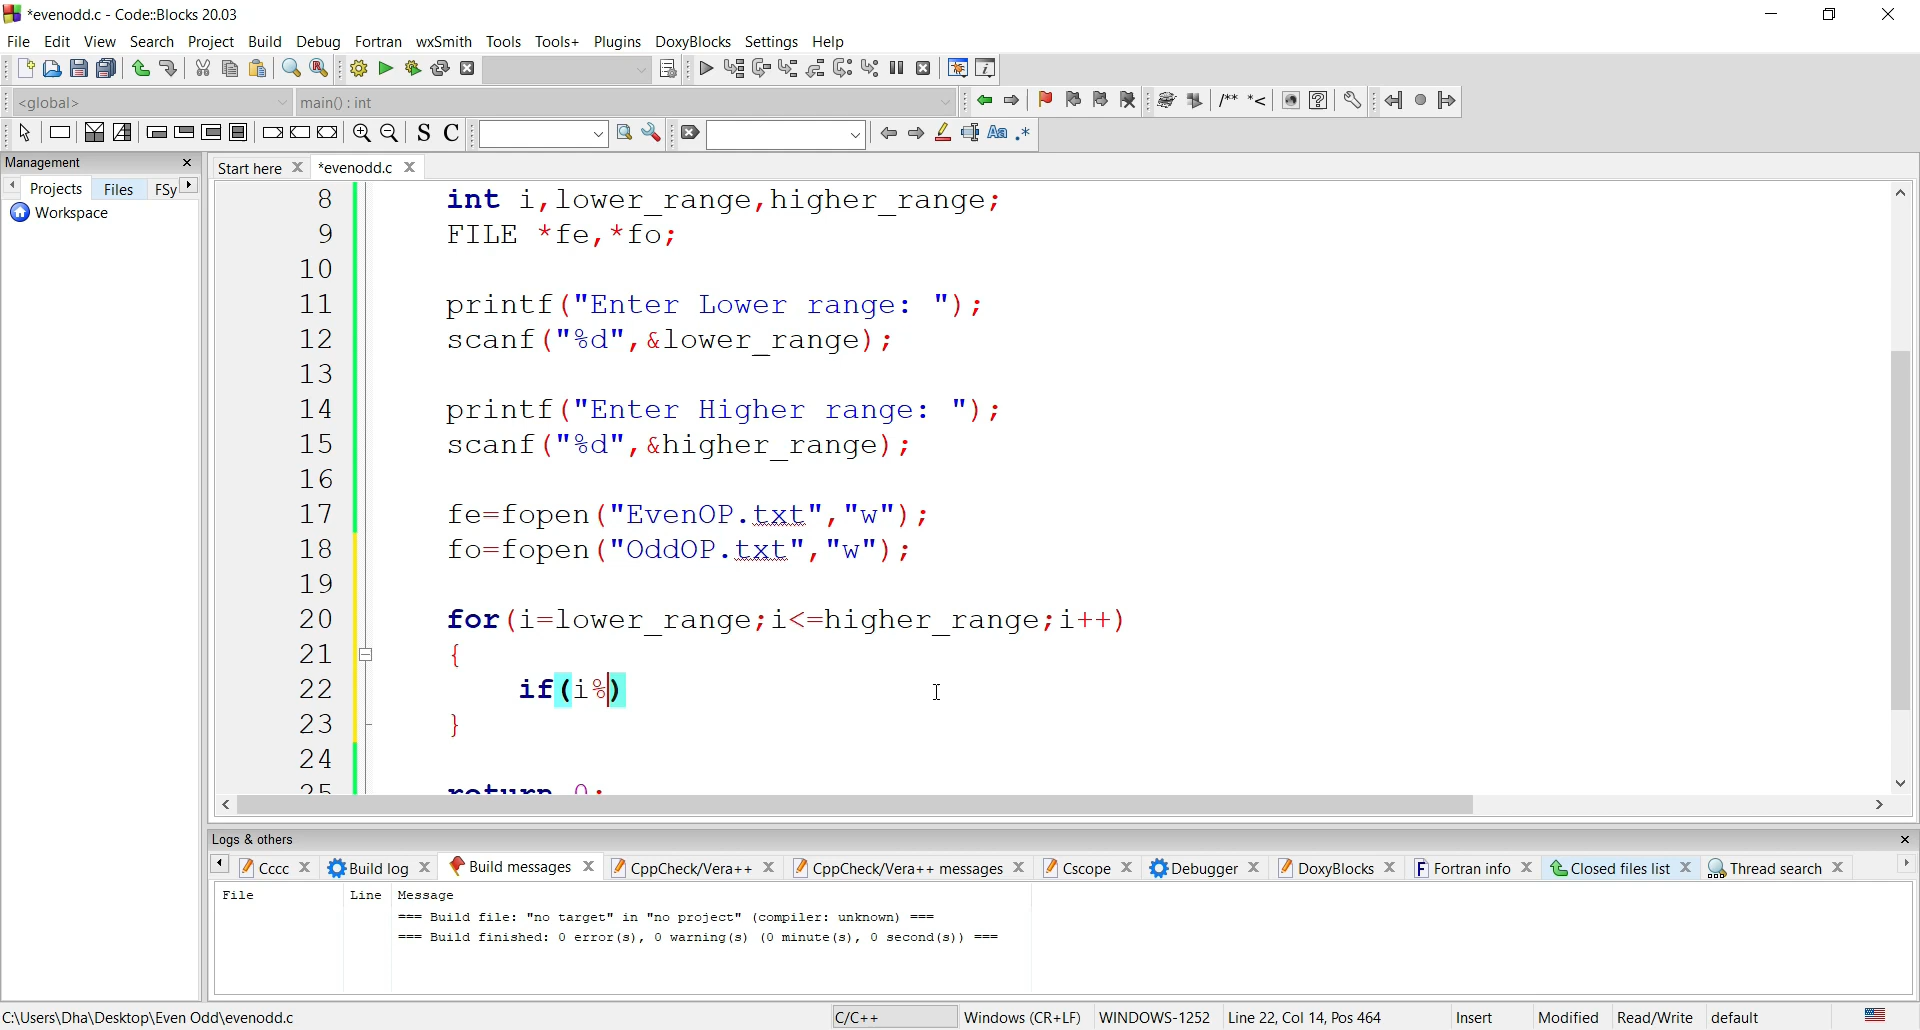 *evenodd.c - Code::Blocks 20.03
File Edit View Search Project Build Debug Fortran wxSmith Tools Tools+ Plugins DoxyBlocks Settings Help
<global> main() : int /** *<
S C Aa .*
Management
Start here *evenodd.c
Projects Files FSy
Workspace
8 int i,lower_range,higher_range;
9 FILE *fe,*fo;
10
11 printf("Enter Lower range: ");
12 scanf("%d",&lower_range);
13
14 printf("Enter Higher range: ");
15 scanf("%d",&higher_range);
16
17 fe=fopen("EvenOP.txt","w");
18 fo=fopen("OddOP.txt","w");
19
20 for(i=lower_range;i<=higher_range;i++)
21 {
22 if(i%)
23 }
24
25 return 0;
Logs & others
Cccc Build log Build messages CppCheck/Vera++ CppCheck/Vera++ messages Cscope Debugger DoxyBlocks Fortran info Closed files list Thread search
File Line Message
=== Build file: "no target" in "no project" (compiler: unknown) ===
=== Build finished: 0 error(s), 0 warning(s) (0 minute(s), 0 second(s)) ===
C:\Users\Dha\Desktop\Even Odd\evenodd.c C/C++ Windows (CR+LF) WINDOWS-1252 Line 22, Col 14, Pos 464 Insert Modified Read/Write default